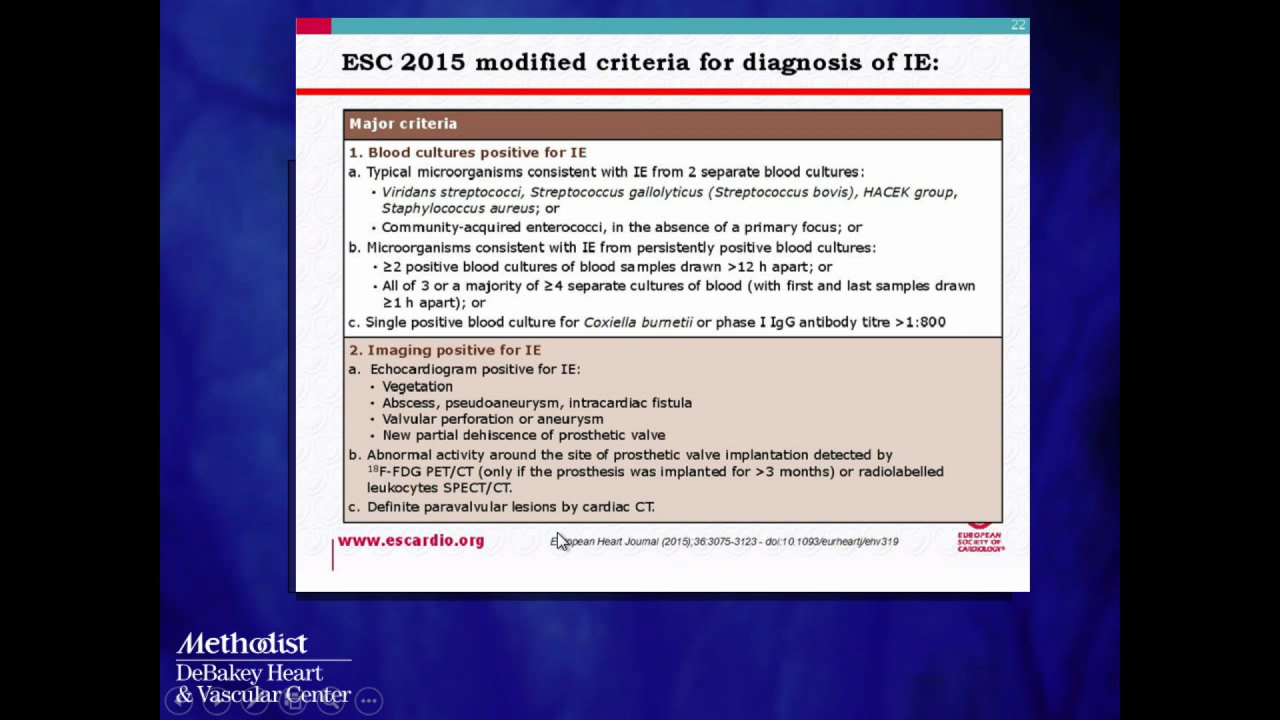 22
ESC 2015 modified criteria for diagnosis of IE:
Major criteria
1. Blood cultures positive for IE
a. Typical microorganisms consistent with IE from 2 separate blood cultures:
• Viridans streptococci, Streptococcus gallolyticus (Streptococcus bovis), HACEK group,
Staphylococcus aureus; or
• Community-acquired enterococci, in the absence of a primary focus; or
b. Microorganisms consistent with IE from persistently positive blood cultures:
• ≥2 positive blood cultures of blood samples drawn >12 h apart; or
• All of 3 or a majority of ≥4 separate cultures of blood (with first and last samples drawn
≥1 h apart); or
c. Single positive blood culture for Coxiella burnetii or phase I IgG antibody titre >1:800
2. Imaging positive for IE
a. Echocardiogram positive for IE:
• Vegetation
• Abscess, pseudoaneurysm, intracardiac fistula
• Valvular perforation or aneurysm
• New partial dehiscence of prosthetic valve
b. Abnormal activity around the site of prosthetic valve implantation detected by
18F-FDG PET/CT (only if the prosthesis was implanted for >3 months) or radiolabelled
leukocytes SPECT/CT.
c. Definite paravalvular lesions by cardiac CT.
www.escardio.org
Heart Journal (2015),36:3075-3123 - doi:10.1093/eurheartj/ehv319
EUROPEAN
SOCIETY OF
CARDIOLOGY®
Methodist
DeBakey Heart
& Vascular Center